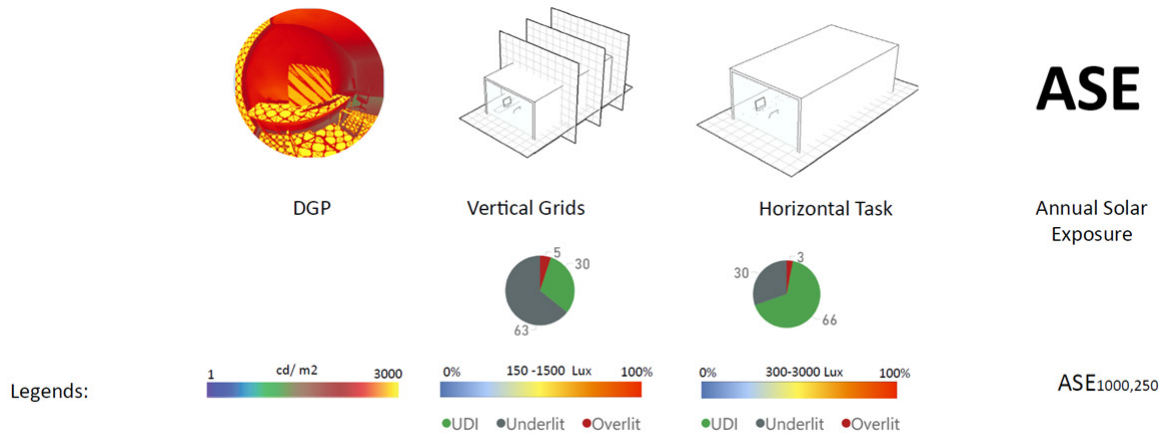 ASE
DGP
Vertical Grids
Horizontal Task
Annual Solar
Exposure
5
30
63
3
30
66
Legends:
1 cd/ m2 3000
0% 150 -1500 Lux 100%
0% 300-3000 Lux 100%
ASE1000,250
UDI Underlit Overlit
UDI Underlit Overlit